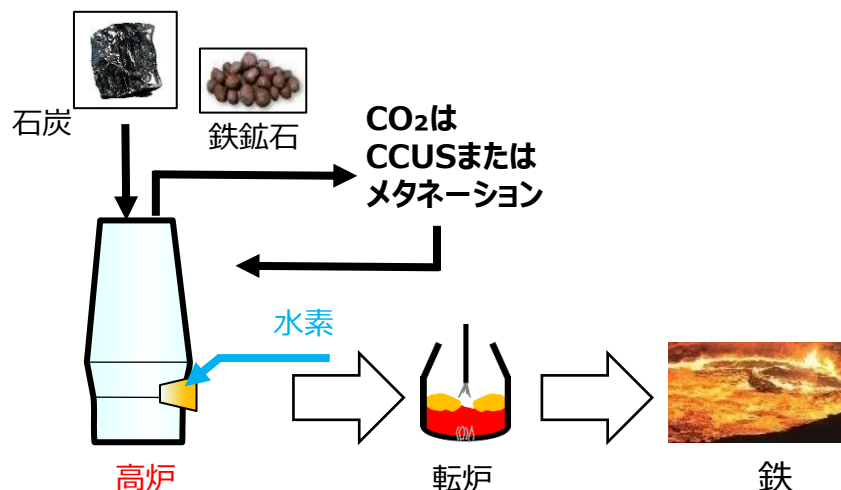 石炭
鉄鉱石
CO₂は
CCUSまたは
メタネーション
水素
高炉
転炉
鉄